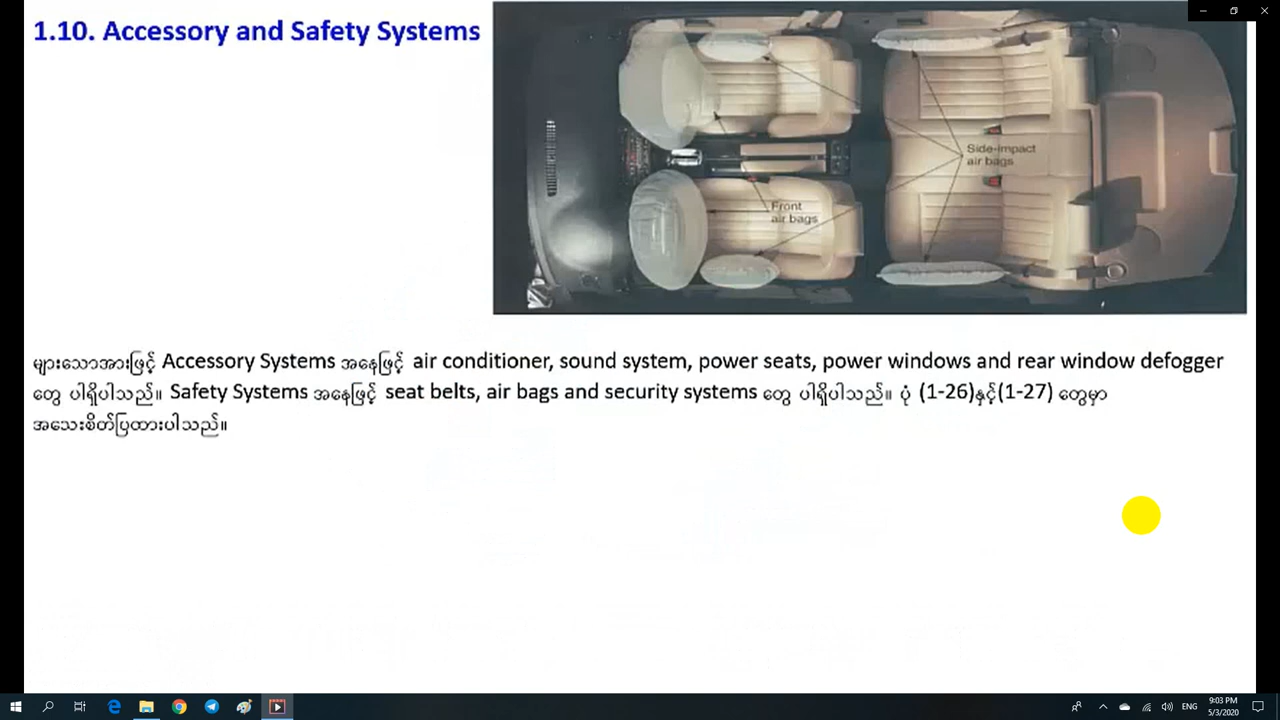 1.10. Accessory and Safety Systems
Side-impact
air bags
Front
air bags
များသောအားဖြင့် Accessory Systems အနေဖြင့် air conditioner, sound system, power seats, power windows and rear window defogger
တွေ ပါရှိပါသည်။ Safety Systems အနေဖြင့် seat belts, air bags and security systems တွေ ပါရှိပါသည်။ ပုံ (1-26)နှင့်(1-27) တွေမှာ
အသေးစိတ်ပြထားပါသည်။
ENG
9:03 PM
5/3/2020